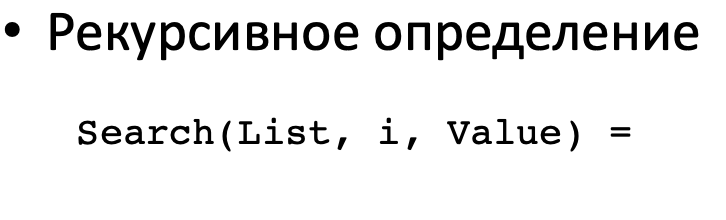 • Рекурсивное определение
Search(List, i, Value) =